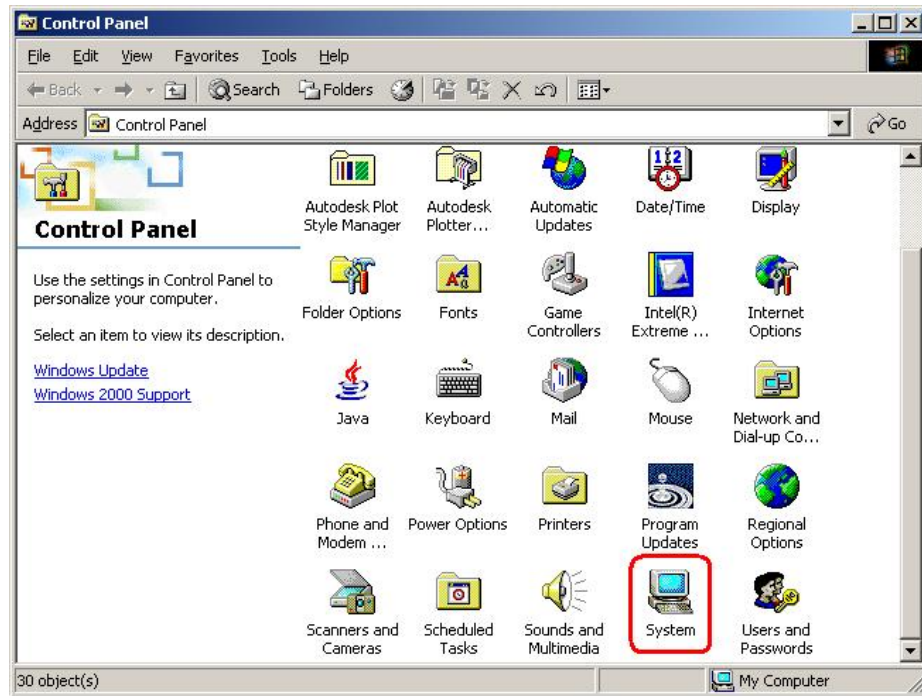 Control Panel
File Edit View Favorites Tools Help
Back Search Folders
Address Control Panel Go
Control Panel
Use the settings in Control Panel to
personalize your computer.
Select an item to view its description.
Windows Update
Windows 2000 Support
Autodesk Plot
Style Manager
Autodesk
Plotter...
Automatic
Updates
Date/Time
Display
Folder Options
Fonts
Game
Controllers
Intel(R)
Extreme ...
Internet
Options
Java
Keyboard
Mail
Mouse
Network and
Dial-up Co...
Phone and
Modem ...
Power Options
Printers
Program
Updates
Regional
Options
Scanners and
Cameras
Scheduled
Tasks
Sounds and
Multimedia
System
Users and
Passwords
30 object(s) My Computer